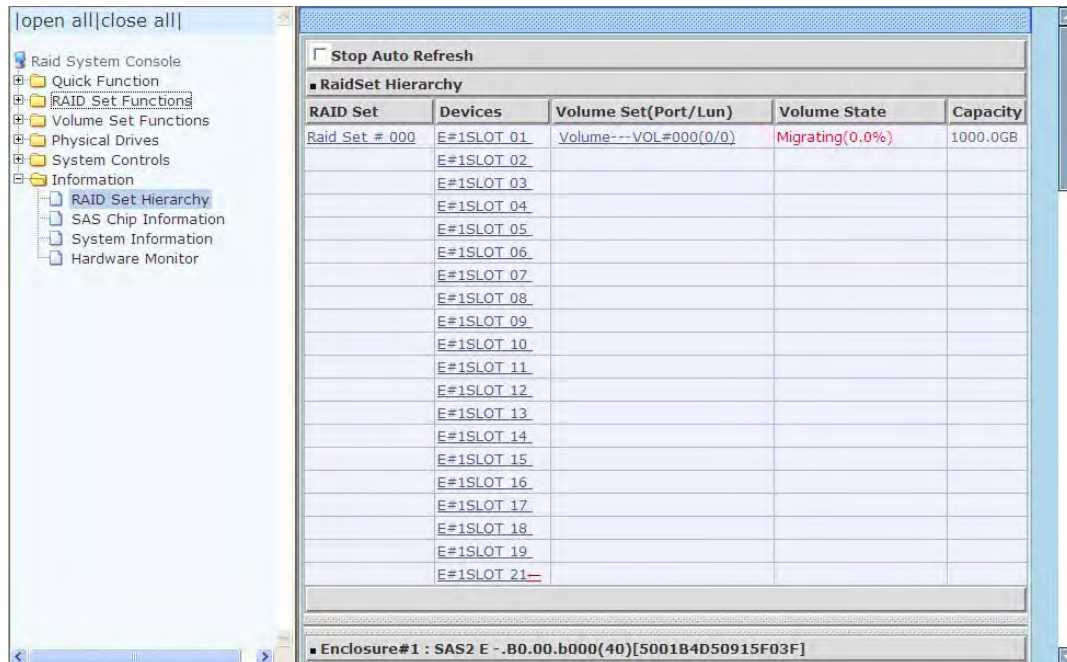 |open all|close all|
Raid System Console
Quick Function
RAID Set Functions
Volume Set Functions
Physical Drives
System Controls
Information
RAID Set Hierarchy
SAS Chip Information
System Information
Hardware Monitor
Stop Auto Refresh
RaidSet Hierarchy
RAID Set Devices Volume Set(Port/Lun) Volume State Capacity
Raid Set # 000 E#1SLOT 01 Volume---VOL#000(0/0) Migrating(0.0%) 1000.0GB
E#1SLOT 02
E#1SLOT 03
E#1SLOT 04
E#1SLOT 05
E#1SLOT 06
E#1SLOT 07
E#1SLOT 08
E#1SLOT 09
E#1SLOT 10
E#1SLOT 11
E#1SLOT 12
E#1SLOT 13
E#1SLOT 14
E#1SLOT 15
E#1SLOT 16
E#1SLOT 17
E#1SLOT 18
E#1SLOT 19
E#1SLOT 21
Enclosure#1 : SAS2 E -.B0.00.b000(40)[5001B4D50915F03F]